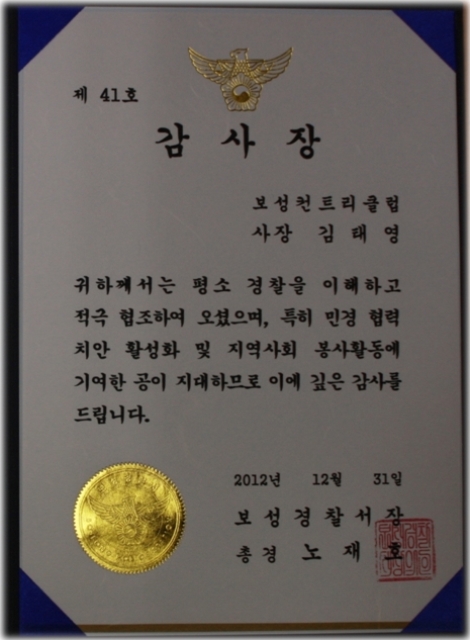 제 41호
감사장
보성컨트리클럽
사장 김태영
귀하께서는 평소 경찰을 이해하고
적극 협조하여 오셨으며, 특히 민경 협력
치안 활성화 및 지역사회 봉사활동에
기여한 공이 지대하므로 이에 깊은 감사를
드립니다.
2012년 12월 31일
보성경찰서장
총경 노재호